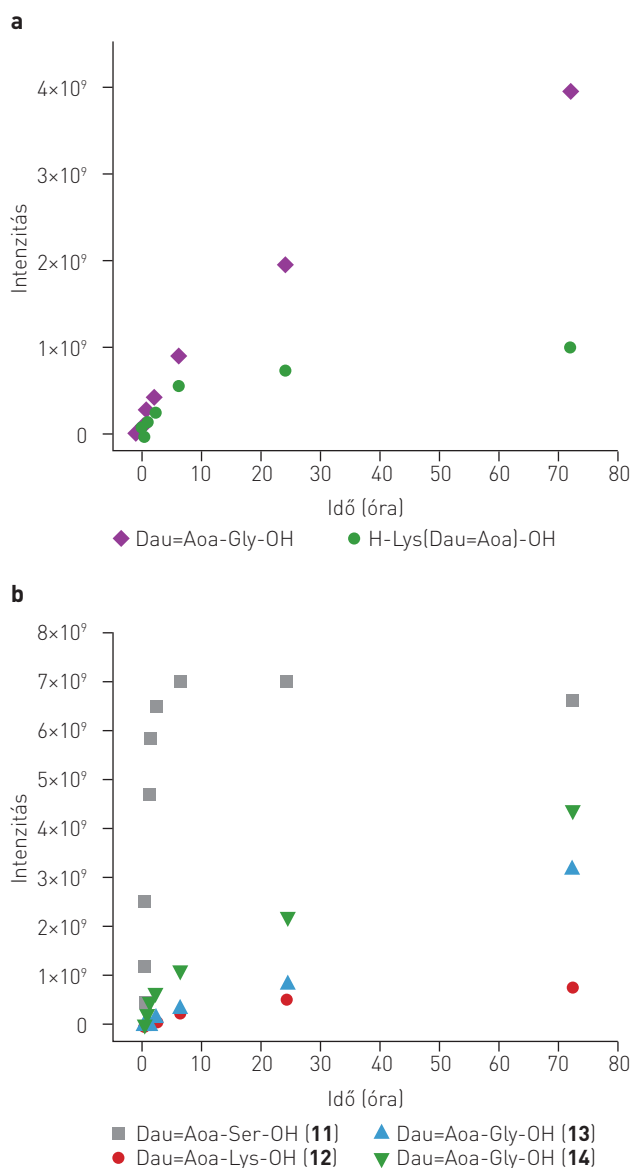 a
4×10⁹
3×10⁹
2×10⁹
1×10⁹
0
Intenzitás
0 10 20 30 40 50 60 70 80
Idő (óra)
Dau=Aoa-Gly-OH H-Lys(Dau=Aoa)-OH
b
8×10⁹
7×10⁹
6×10⁹
5×10⁹
4×10⁹
3×10⁹
2×10⁹
1×10⁹
0
Intenzitás
0 10 20 30 40 50 60 70 80
Idő (óra)
Dau=Aoa-Ser-OH (11) Dau=Aoa-Gly-OH (13)
Dau=Aoa-Lys-OH (12) Dau=Aoa-Gly-OH (14)